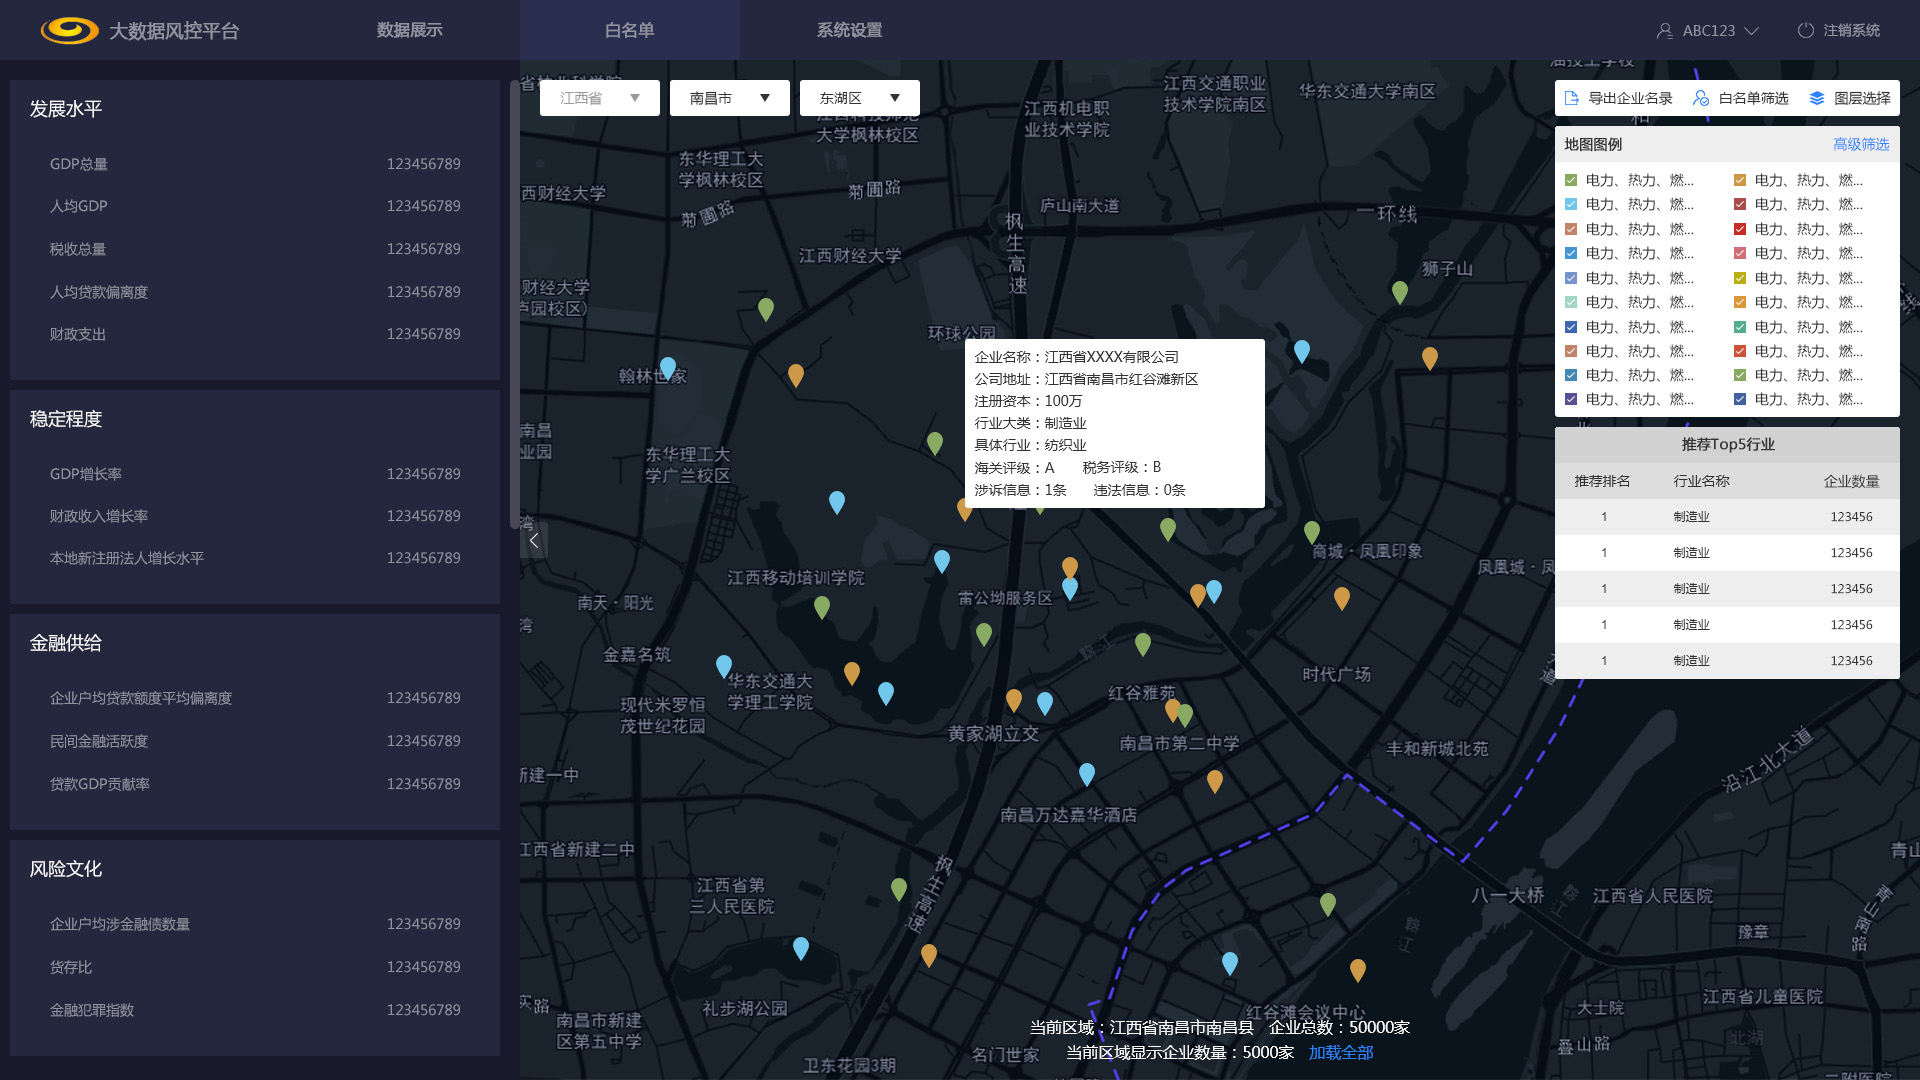 大数据风控平台
数据展示
白名单
系统设置
ABC123
注销系统
发展水平
GDP总量 123456789
人均GDP 123456789
税收总量 123456789
人均贷款偏离度 123456789
财政支出 123456789
稳定程度
GDP增长率 123456789
财政收入增长率 123456789
本地新注册法人增长水平 123456789
金融供给
企业户均贷款额度平均偏离度 123456789
民间金融活跃度 123456789
贷款GDP贡献率 123456789
风险文化
企业户均涉金融债数量 123456789
货存比 123456789
金融犯罪指数 123456789
江西省 ▼
南昌市 ▼
东湖区 ▼
导出企业名录
白名单筛选
图层选择
地图图例 高级筛选
电力、热力、燃... 电力、热力、燃...
电力、热力、燃... 电力、热力、燃...
电力、热力、燃... 电力、热力、燃...
电力、热力、燃... 电力、热力、燃...
电力、热力、燃... 电力、热力、燃...
电力、热力、燃... 电力、热力、燃...
电力、热力、燃... 电力、热力、燃...
电力、热力、燃... 电力、热力、燃...
电力、热力、燃... 电力、热力、燃...
电力、热力、燃... 电力、热力、燃...
推荐Top5行业
推荐排名 行业名称 企业数量
1 制造业 123456
1 制造业 123456
1 制造业 123456
1 制造业 123456
1 制造业 123456
企业名称：江西省XXXX有限公司
公司地址：江西省南昌市红谷滩新区
注册资本：100万
行业大类：制造业
具体行业：纺织业
海关评级：A 税务评级：B
涉诉信息：1条 违法信息：0条
江西机电职
业技术学院
江西交通职业
技术学院南区
华东交通大学南区
大学枫林校区
东华理工大
学枫林校区
西财经大学
菊圃路
菊圃路
庐山南大道
一环线
枫生高速
江西财经大学
狮子山
财经大学
庐园校区）
环球公园
翰林世家
南昌
业园
东华理工大
学广兰校区
湾
商城·凤凰印象
凤凰城·凤
江西移动培训学院
南天·阳光
雷公坳服务区
湾
赣江
金嘉名筑
华东交通大
学理工学院
时代广场
现代米罗恒
茂世纪花园
红谷雅苑
黄家湖立交
南昌市第二中学
丰和新城北苑
沿江北大道
新建一中
南昌万达嘉华酒店
江西省新建二中
枫生高速
青山
江西省第
三人民医院
八一大桥
赣江
江西省人民医院
青山南路
赣江
豫章
实路
礼步湖公园
南昌市新建
区第五中学
红谷滩会议中心
江西省儿童医院
大士院
北湖
叠山路
名门世家
卫东花园3期
二附医院
当前区域：江西省南昌市南昌县 企业总数：50000家
当前区域显示企业数量：5000家 加载全部